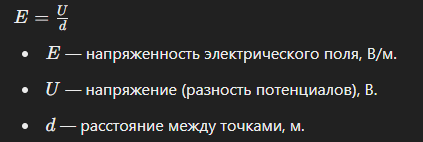 E = U/d
• E — напряженность электрического поля, В/м.
• U — напряжение (разность потенциалов), В.
• d — расстояние между точками, м.